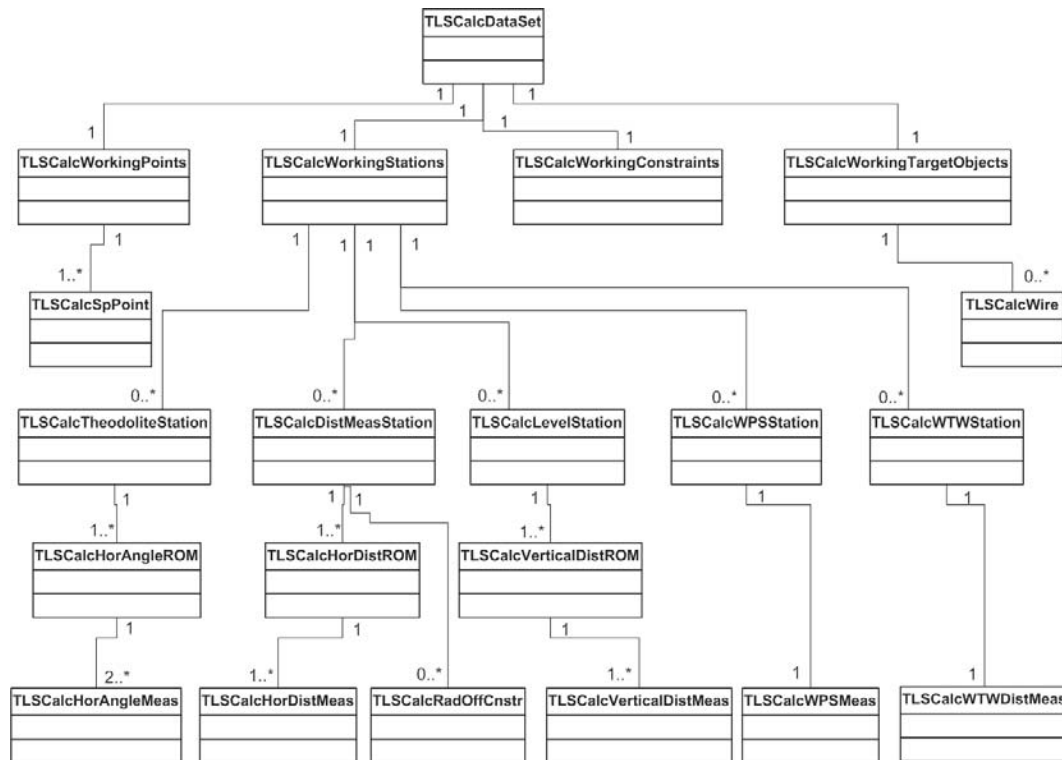 TLSCalcDataSet
1
1
1
1
1
1
1
1
TLSCalcWorkingPoints
TLSCalcWorkingStations
TLSCalcWorkingConstraints
TLSCalcWorkingTargetObjects
1
1
1
1
1
1
1..*
0..*
TLSCalcSpPoint
TLSCalcWire
0..*
0..*
0..*
0..*
0..*
TLSCalcTheodoliteStation
TLSCalcDistMeasStation
TLSCalcLevelStation
TLSCalcWPSStation
TLSCalcWTWStation
1
1
1
1
1
1
1..*
1..*
1..*
TLSCalcHorAngleROM
TLSCalcHorDistROM
TLSCalcVerticalDistROM
1
1
1
2..*
1..*
0..*
1..*
1
1
TLSCalcHorAngleMeas
TLSCalcHorDistMeas
TLSCalcRadOffCnstr
TLSCalcVerticalDistMeas
TLSCalcWPSMeas
TLSCalcWTWDistMeas